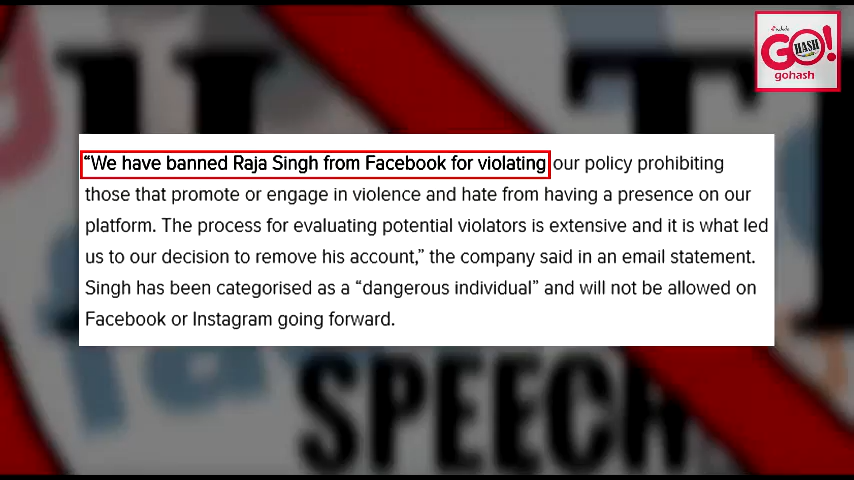 GO!
HASH
gohash
“We have banned Raja Singh from Facebook for violating our policy prohibiting
those that promote or engage in violence and hate from having a presence on our
platform. The process for evaluating potential violators is extensive and it is what led
us to our decision to remove his account,” the company said in an email statement.
Singh has been categorised as a “dangerous individual” and will not be allowed on
Facebook or Instagram going forward.
SPEECH